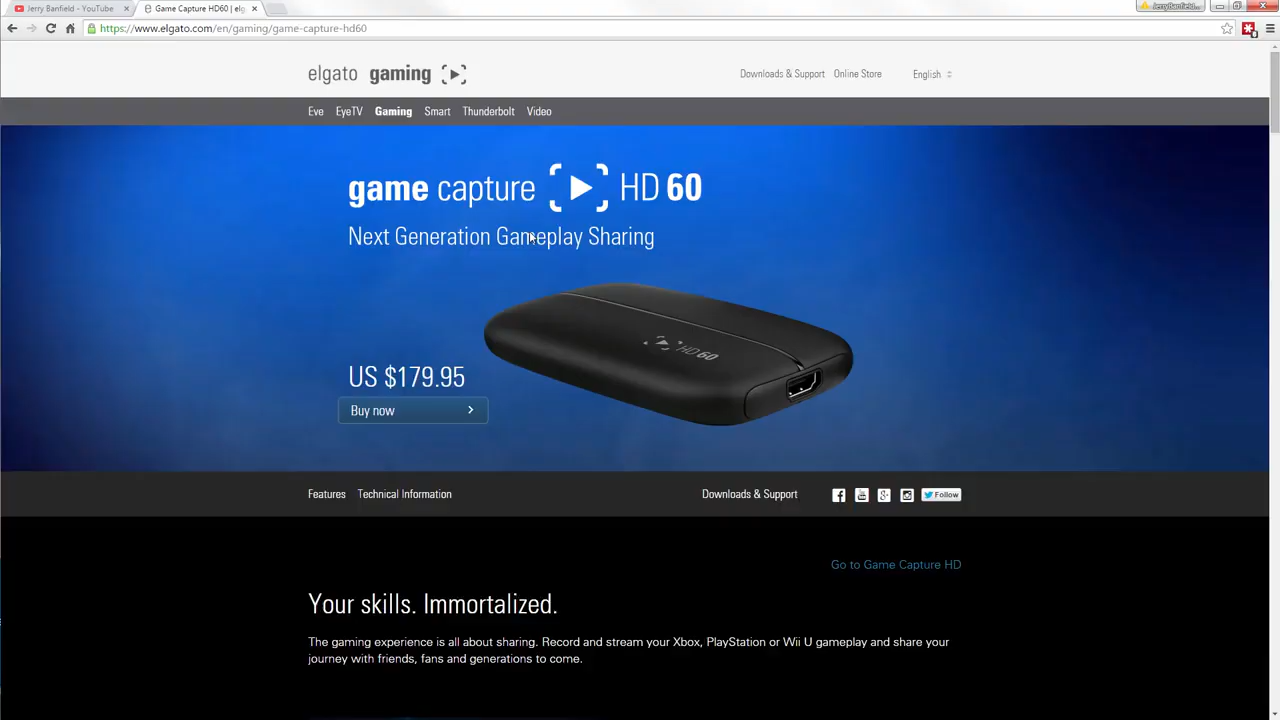 Jerry Banfield - YouTube
Game Capture HD60 | elg
JerryBanfield...
https://www.elgato.com/en/gaming/game-capture-hd60
elgato gaming
Downloads & Support Online Store English
Eve EyeTV Gaming Smart Thunderbolt Video
game capture HD 60
Next Generation Gameplay Sharing
HD60
US $179.95
Buy now
Features Technical Information Downloads & Support Follow
Go to Game Capture HD
Your skills. Immortalized.
The gaming experience is all about sharing. Record and stream your Xbox, PlayStation or Wii U gameplay and share your
journey with friends, fans and generations to come.